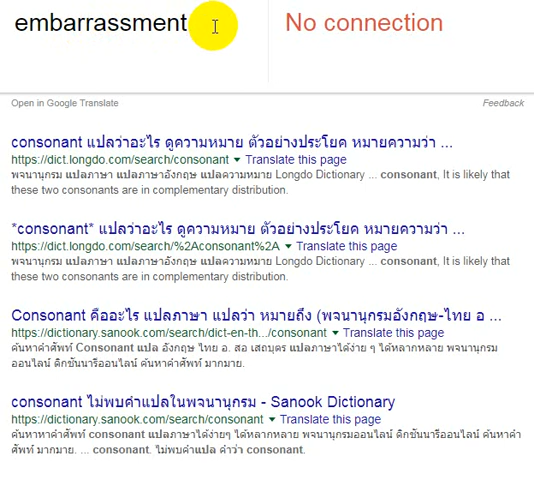 embarrassment
No connection
Open in Google Translate
Feedback
consonant แปลว่าอะไร ดูความหมาย ตัวอย่างประโยค หมายความว่า ...
https://dict.longdo.com/search/consonant ▼ Translate this page
พจนานุกรม แปลภาษา แปลภาษาอังกฤษ แปลความหมาย Longdo Dictionary ... consonant, It is likely that
these two consonants are in complementary distribution.
*consonant* แปลว่าอะไร ดูความหมาย ตัวอย่างประโยค หมายความว่า ...
https://dict.longdo.com/search/%2Aconsonant%2A ▼ Translate this page
พจนานุกรม แปลภาษา แปลภาษาอังกฤษ แปลความหมาย Longdo Dictionary ... consonant, It is likely that
these two consonants are in complementary distribution.
Consonant คืออะไร แปลภาษา แปลว่า หมายถึง (พจนานุกรมอังกฤษ-ไทย อ ...
https://dictionary.sanook.com/search/dict-en-th.../consonant ▼ Translate this page
ค้นหาคำศัพท์ Consonant แปล อังกฤษ ไทย อ. สอ เสถบุตร แปลภาษาได้ง่าย ๆ ได้หลากหลาย พจนานุกรม
ออนไลน์ ดิกชันนารีออนไลน์ ค้นหาคำศัพท์ มากมาย.
consonant ไม่พบคำแปลในพจนานุกรม - Sanook Dictionary
https://dictionary.sanook.com/search/consonant ▼ Translate this page
ค้นหาหาคำศัพท์ consonant แปลภาษาได้ง่ายๆ ได้หลากหลาย พจนานุกรมออนไลน์ ดิกชันนารีออนไลน์ ค้นหาคำ
ศัพท์ มากมาย. ... consonant. ไม่พบคำแปล คำว่า consonant.